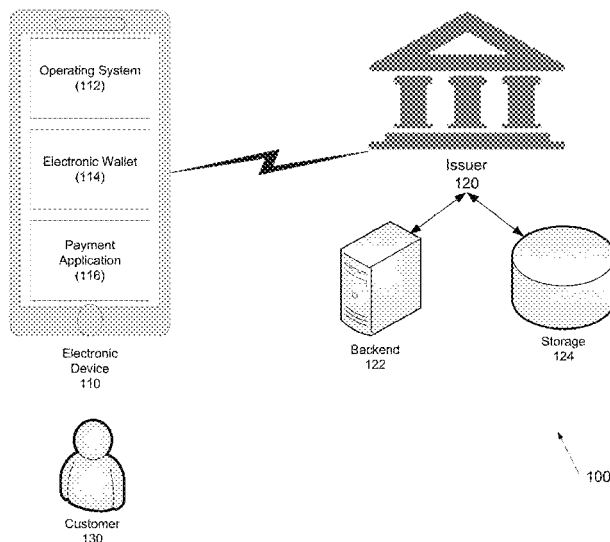 Operating System
(112)
Electronic Wallet
(114)
Payment
Application
(116)
Electronic
Device
110
Issuer
120
Backend
122
Storage
124
100
Customer
130